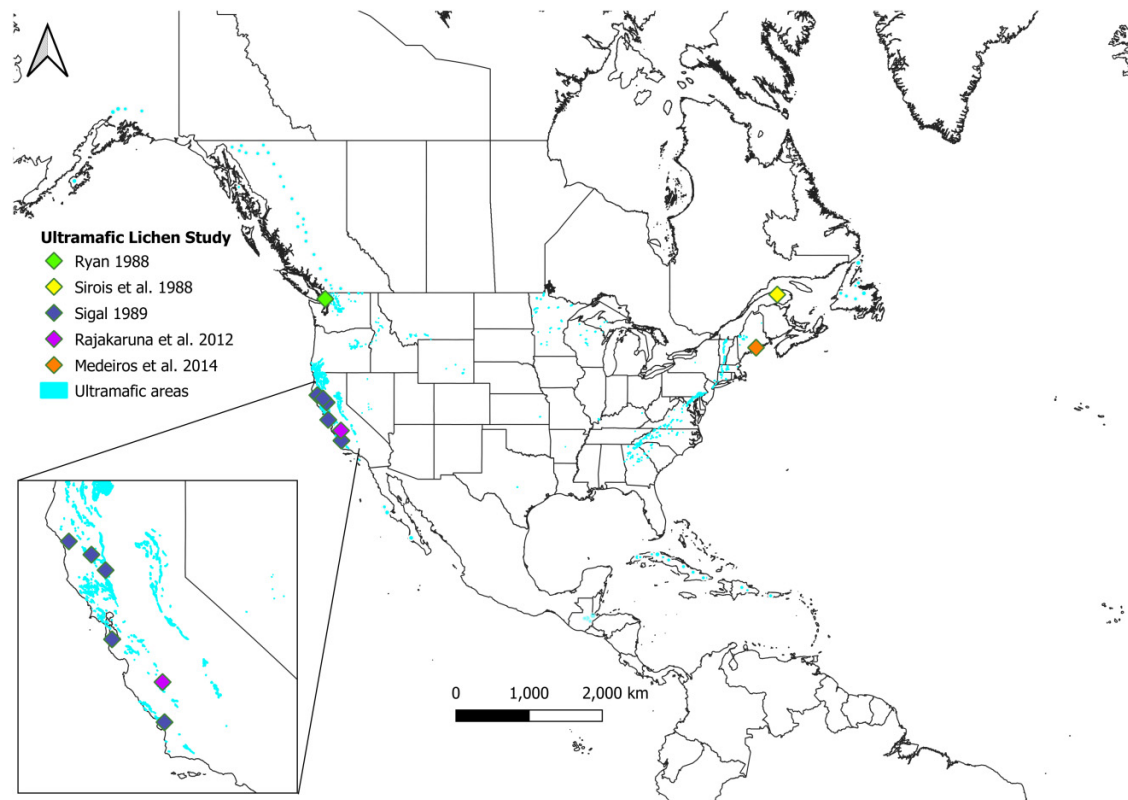 Ultramafic Lichen Study
Ryan 1988
Sirois et al. 1988
Sigal 1989
Rajakaruna et al. 2012
Medeiros et al. 2014
Ultramafic areas
0 1,000 2,000 km